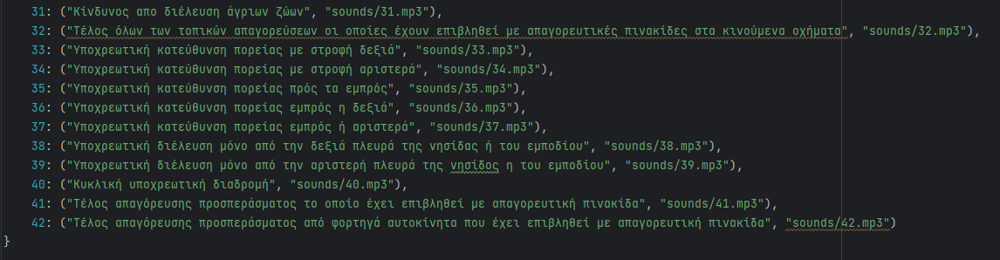 31: ("Κίνδυνος απο διέλευση άγριων ζώων", "sounds/31.mp3"),
32: ("Τέλος όλων των τοπικών απαγορεύσεων οι οποίες έχουν επιβληθεί με απαγορευτικές πινακίδες στα κινούμενα οχήματα", "sounds/32.mp3"),
33: ("Υποχρεωτική κατεύθυνση πορείας με στροφή δεξιά", "sounds/33.mp3"),
34: ("Υποχρεωτική κατεύθυνση πορείας με στροφή αριστερά", "sounds/34.mp3"),
35: ("Υποχρεωτική κατεύθυνση πορείας πρός τα εμπρός", "sounds/35.mp3"),
36: ("Υποχρεωτική κατεύθυνση πορείας εμπρός η δεξιά", "sounds/36.mp3"),
37: ("Υποχρεωτική κατεύθυνση πορείας εμπρός ή αριστερά", "sounds/37.mp3"),
38: ("Υποχρεωτική διέλευση μόνο από την δεξιά πλευρά της νησίδας ή του εμποδίου", "sounds/38.mp3"),
39: ("Υποχρεωτική διέλευση μόνο από την αριστερή πλευρά της νησίδος η του εμποδίου", "sounds/39.mp3"),
40: ("Κυκλική υποχρεωτική διαδρομή", "sounds/40.mp3"),
41: ("Τέλος απαγόρευσης προσπεράσματος το οποίο έχει επιβληθεί με απαγορευτική πινακίδα", "sounds/41.mp3"),
42: ("Τέλος απαγόρευσης προσπεράσματος από φορτηγά αυτοκίνητα που έχει επιβληθεί με απαγορευτική πινακίδα", "sounds/42.mp3")
}